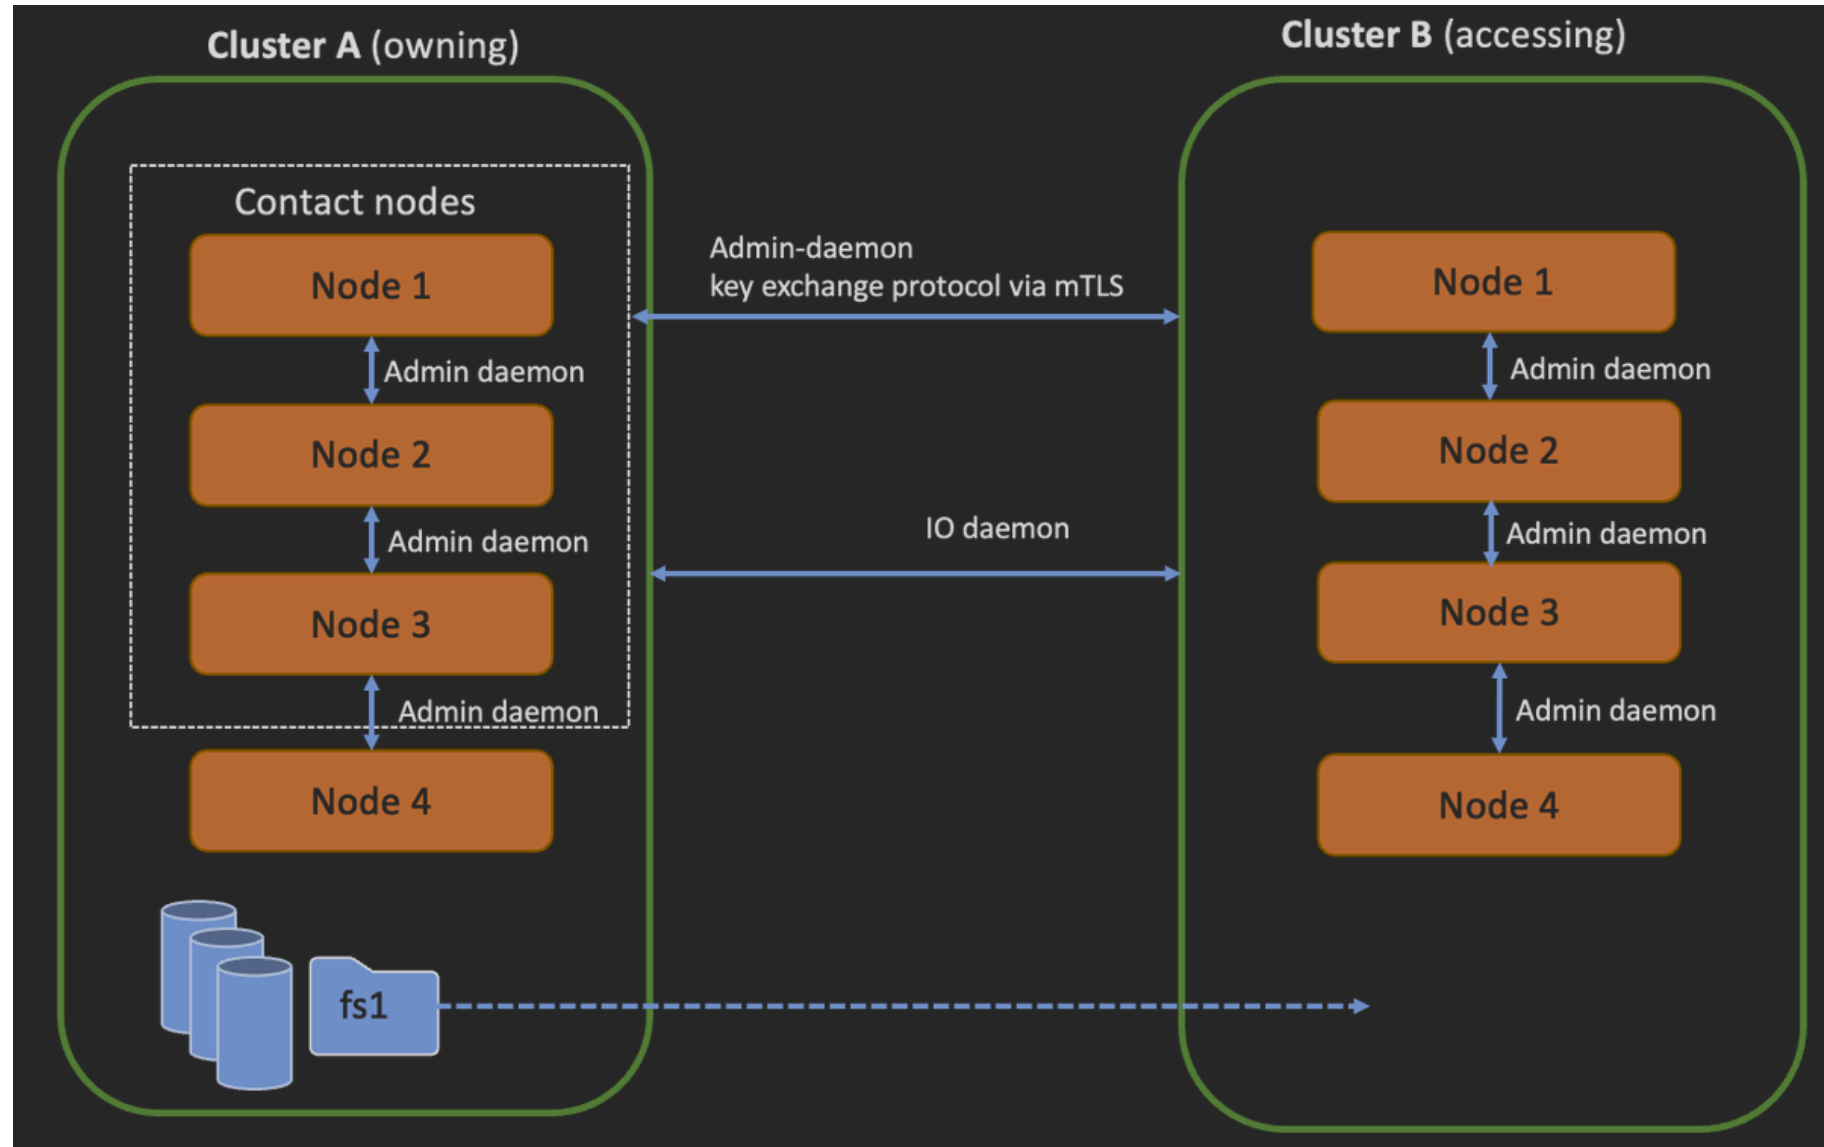 Cluster A (owning)
Cluster B (accessing)
Contact nodes
Node 1
Admin daemon
Node 2
Admin daemon
Node 3
Admin daemon
Node 4
fs1
Admin-daemon
key exchange protocol via mTLS
IO daemon
Node 1
Admin daemon
Node 2
Admin daemon
Node 3
Admin daemon
Node 4